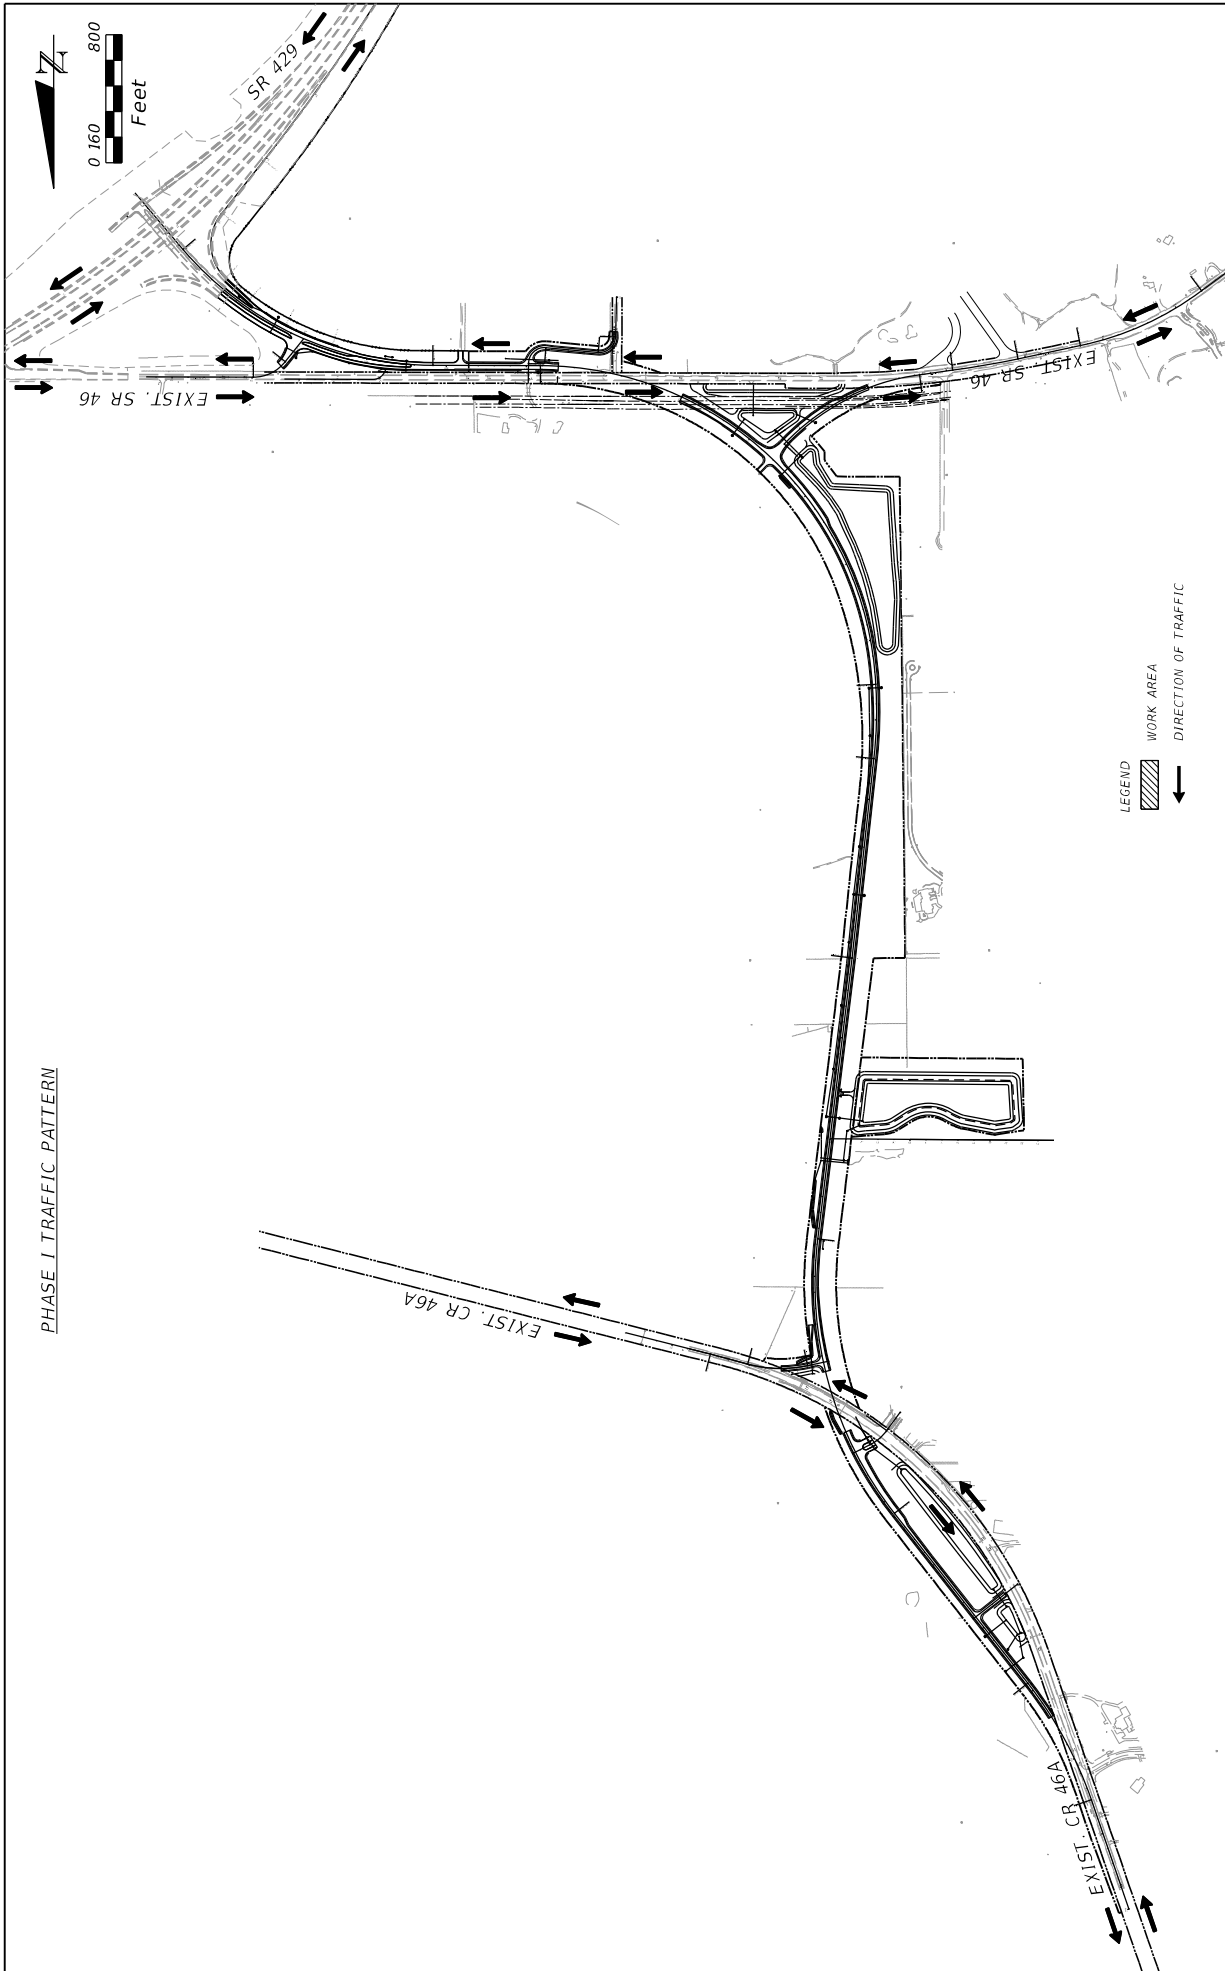 PHASE I TRAFFIC PATTERN
N
0 160 800
Feet
SR 429
EXIST. SR 46
EXIST. SR 46
LEGEND
WORK AREA
DIRECTION OF TRAFFIC
EXIST. CR 46A
EXIST. CR 46A